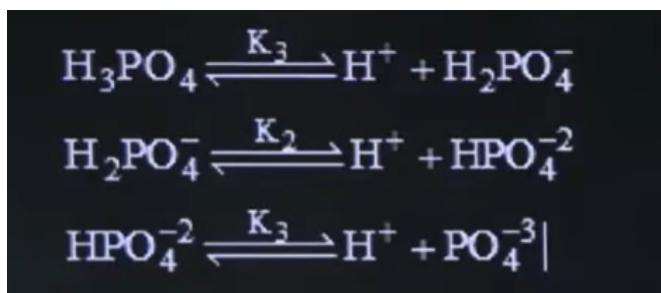 H₃PO₄ ⇌ K₃ H⁺ + H₂PO₄⁻
H₂PO₄⁻ ⇌ K₂ H⁺ + HPO₄⁻²
HPO₄⁻² ⇌ K₃ H⁺ + PO₄⁻³|